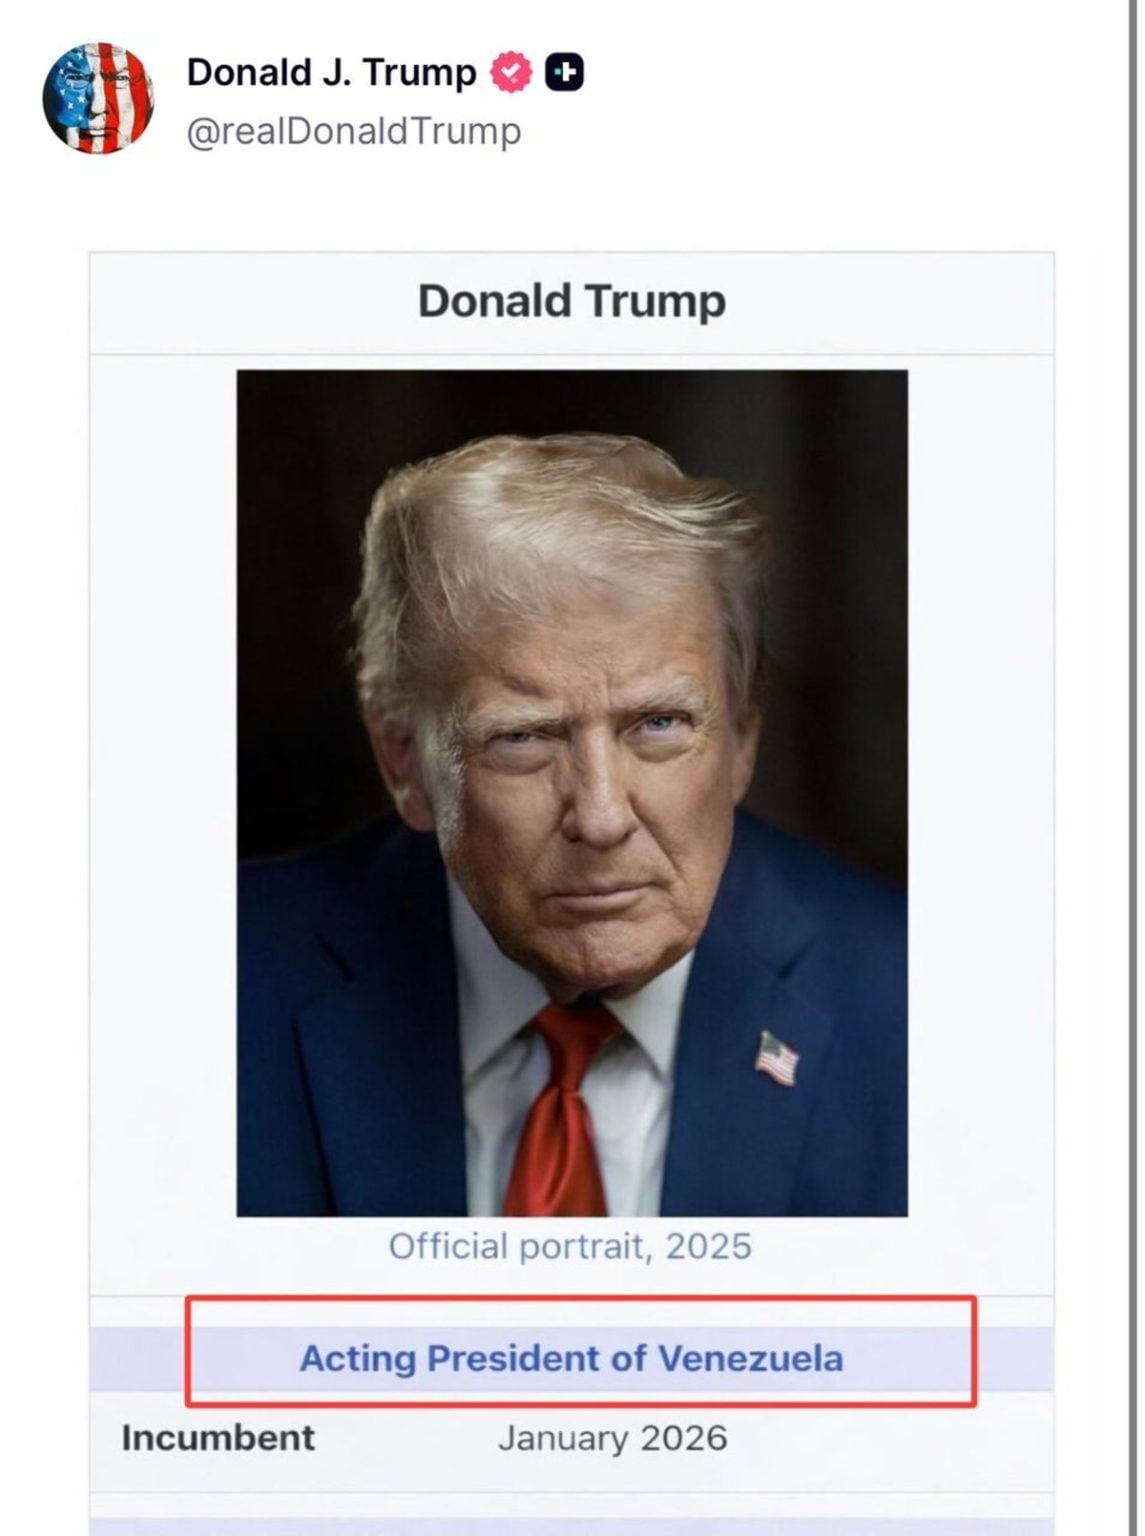 Donald J. Trump
@realDonaldTrump
Donald Trump
Official portrait, 2025
Acting President of Venezuela
Incumbent January 2026